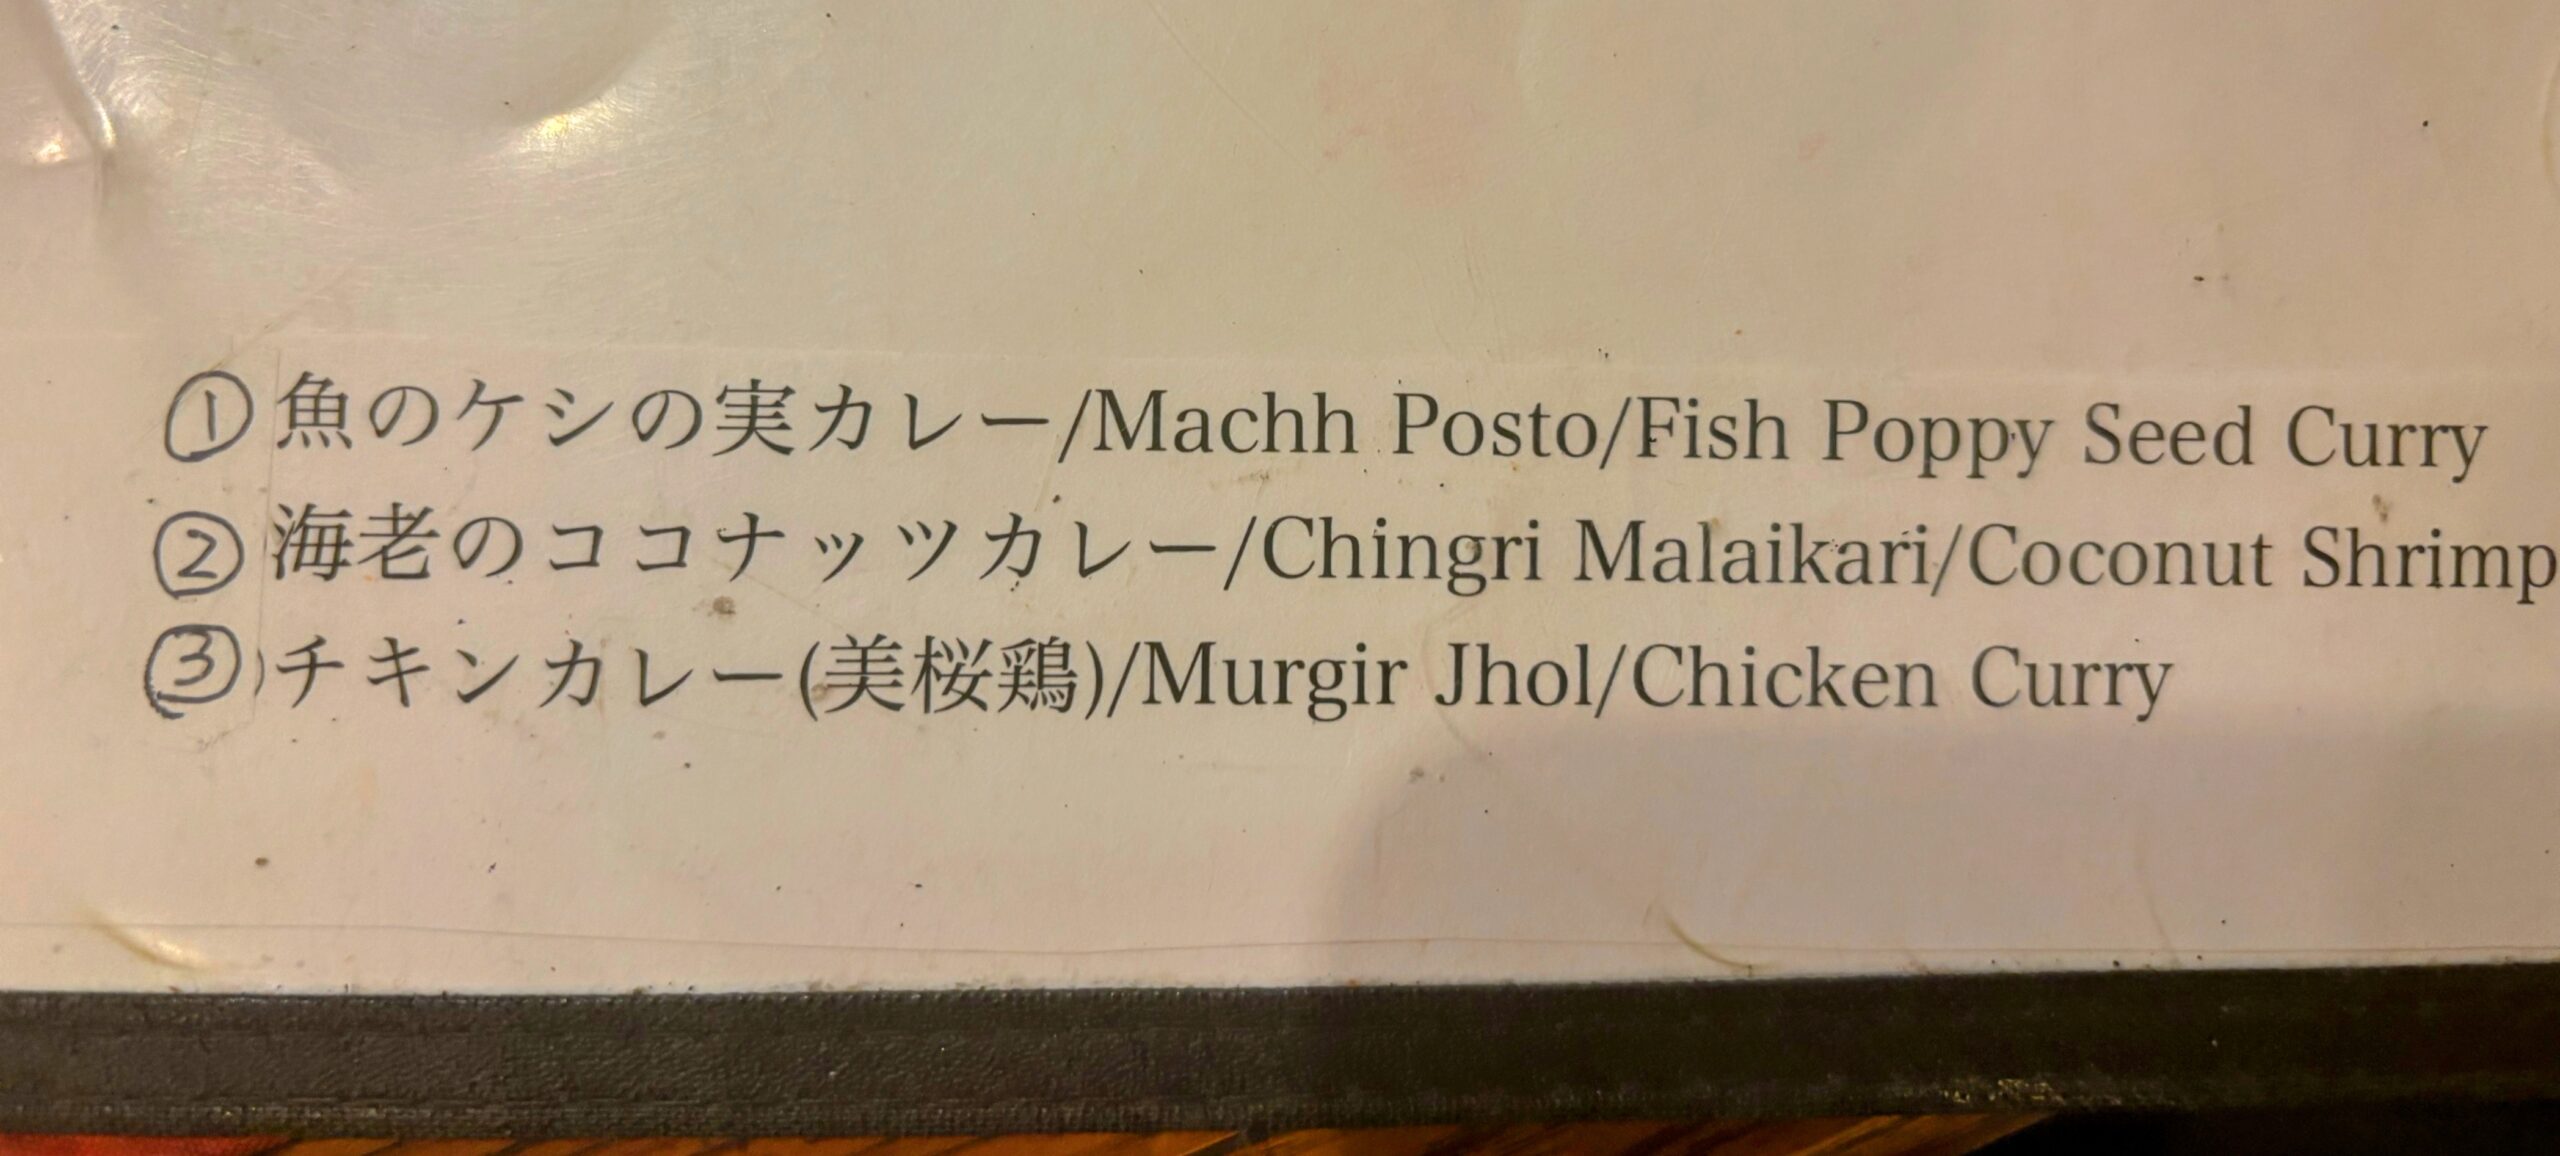 ① 魚のケシの実カレー/Machh Posto/Fish Poppy Seed Curry
② 海老のココナッツカレー/Chingri Malaikari/Coconut Shrimp
③ チキンカレー(美桜鶏)/Murgir Jhol/Chicken Curry